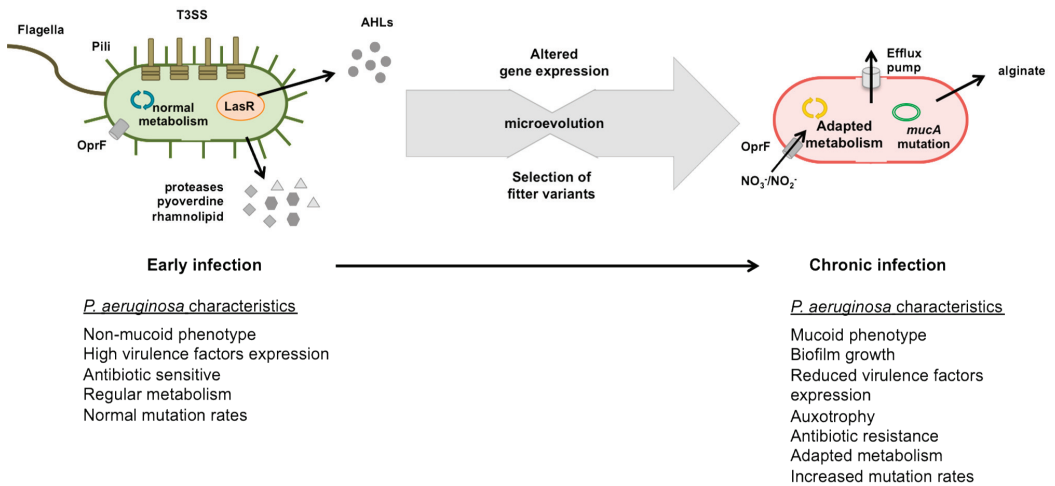 Flagella
T3SS
Pili
AHLs
normal
metabolism
LasR
OprF
proteases
pyoverdine
rhamnolipid
Altered
gene expression
microevolution
Selection of
fitter variants
Efflux
pump
alginate
OprF
Adapted
metabolism
mucA
mutation
NO₃⁻/NO₂⁻
Early infection
Chronic infection
P. aeruginosa characteristics
Non-mucoid phenotype
High virulence factors expression
Antibiotic sensitive
Regular metabolism
Normal mutation rates
P. aeruginosa characteristics
Mucoid phenotype
Biofilm growth
Reduced virulence factors
expression
Auxotrophy
Antibiotic resistance
Adapted metabolism
Increased mutation rates